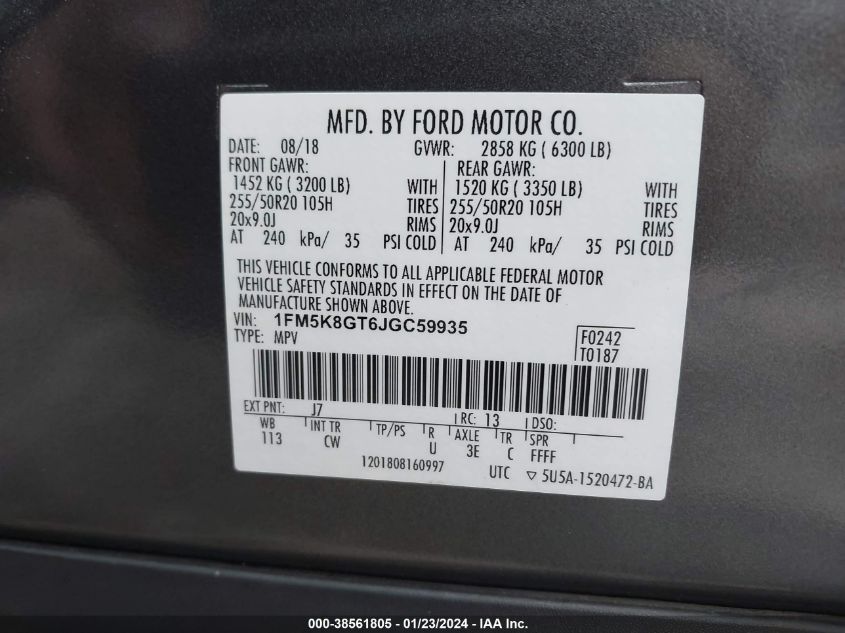 MFD. BY FORD MOTOR CO.
DATE: 08/18 GVWR: 2858 KG ( 6300 LB)
FRONT GAWR: REAR GAWR:
1452 KG ( 3200 LB) WITH 1520 KG ( 3350 LB) WITH
255/50R20 105H TIRES 255/50R20 105H TIRES
20x9.0J RIMS 20x9.0J RIMS
AT 240 kPa/ 35 PSI COLD AT 240 kPa/ 35 PSI COLD
THIS VEHICLE CONFORMS TO ALL APPLICABLE FEDERAL MOTOR
VEHICLE SAFETY STANDARDS IN EFFECT ON THE DATE OF
MANUFACTURE SHOWN ABOVE.
VIN: 1FM5K8GT6JGC59935
TYPE: MPV
F0242
T0187
EXT PNT: J7 RC: 13 DSO:
WB INT TR TP/PS R AXLE TR SPR
113 CW U 3E C FFFF
1201808160997 UTC ▽ 5U5A-1520472-BA
000-38561805 - 01/23/2024 - IAA Inc.